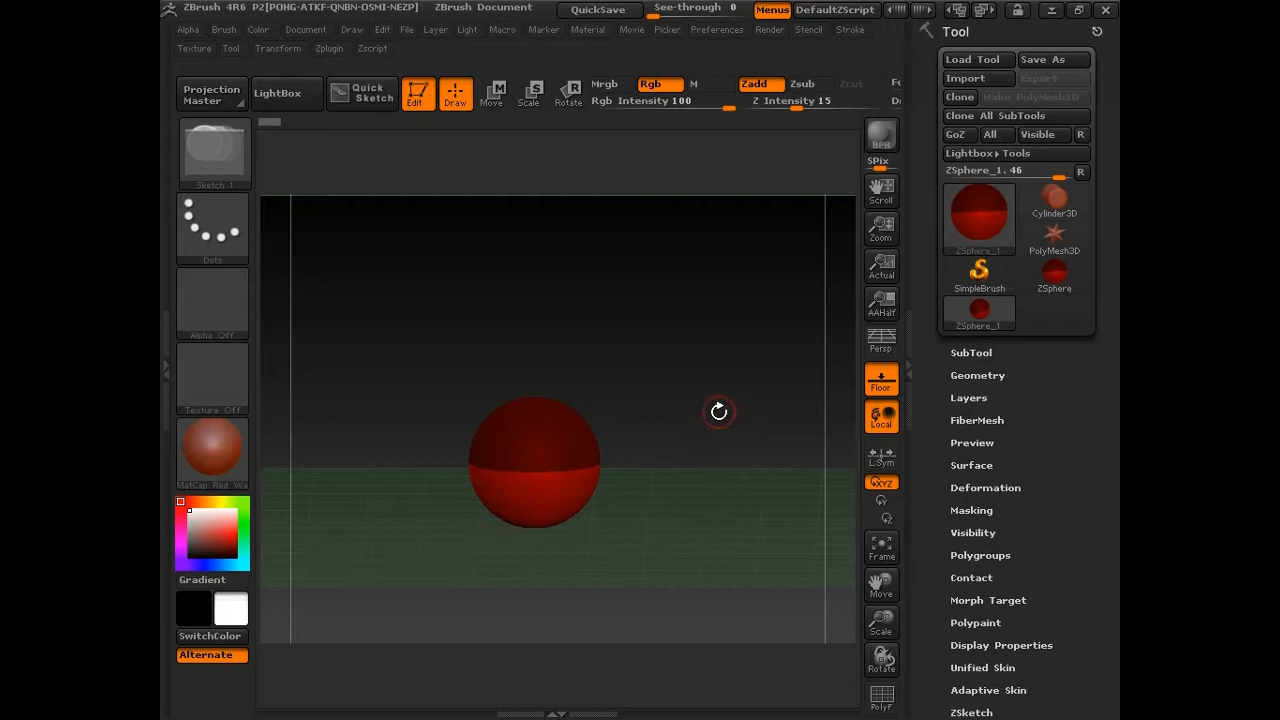 ZBrush 4R6 P2[POHG-ATKF-QNBN-OSMI-NEZP]
ZBrush Document
QuickSave
See-through 0
Menus
DefaultZScript
Alpha Brush Color Document Draw Edit File Layer Light Macro Marker Material Movie Picker Preferences Render Stencil Stroke
Texture Tool Transform Zplugin Zscript
Projection
Master
LightBox
Quick
Sketch
Edit
Draw
Move
Scale
Rotate
Mrgb
Rgb
M
Zadd
Zsub
Zcut
Rgb Intensity 100
Z Intensity 15
Sketch 1
Dots
Alpha Off
Texture Off
MatCap Red Wa
Gradient
SwitchColor
Alternate
BPR
SPix
Scroll
Zoom
Actual
AAHalf
Persp
Floor
Local
L.Sym
XYZ
Y
Z
Frame
Move
Scale
Rotate
PolyF
Tool
Load Tool
Save As
Import
Export
Clone
Make PolyMesh3D
Clone All SubTools
GoZ
All
Visible
R
Lightbox▸Tools
ZSphere_1. 46
R
ZSphere_1
Cylinder3D
PolyMesh3D
SimpleBrush
ZSphere
ZSphere_1
SubTool
Geometry
Layers
FiberMesh
Preview
Surface
Deformation
Masking
Visibility
Polygroups
Contact
Morph Target
Polypaint
Display Properties
Unified Skin
Adaptive Skin
ZSketch